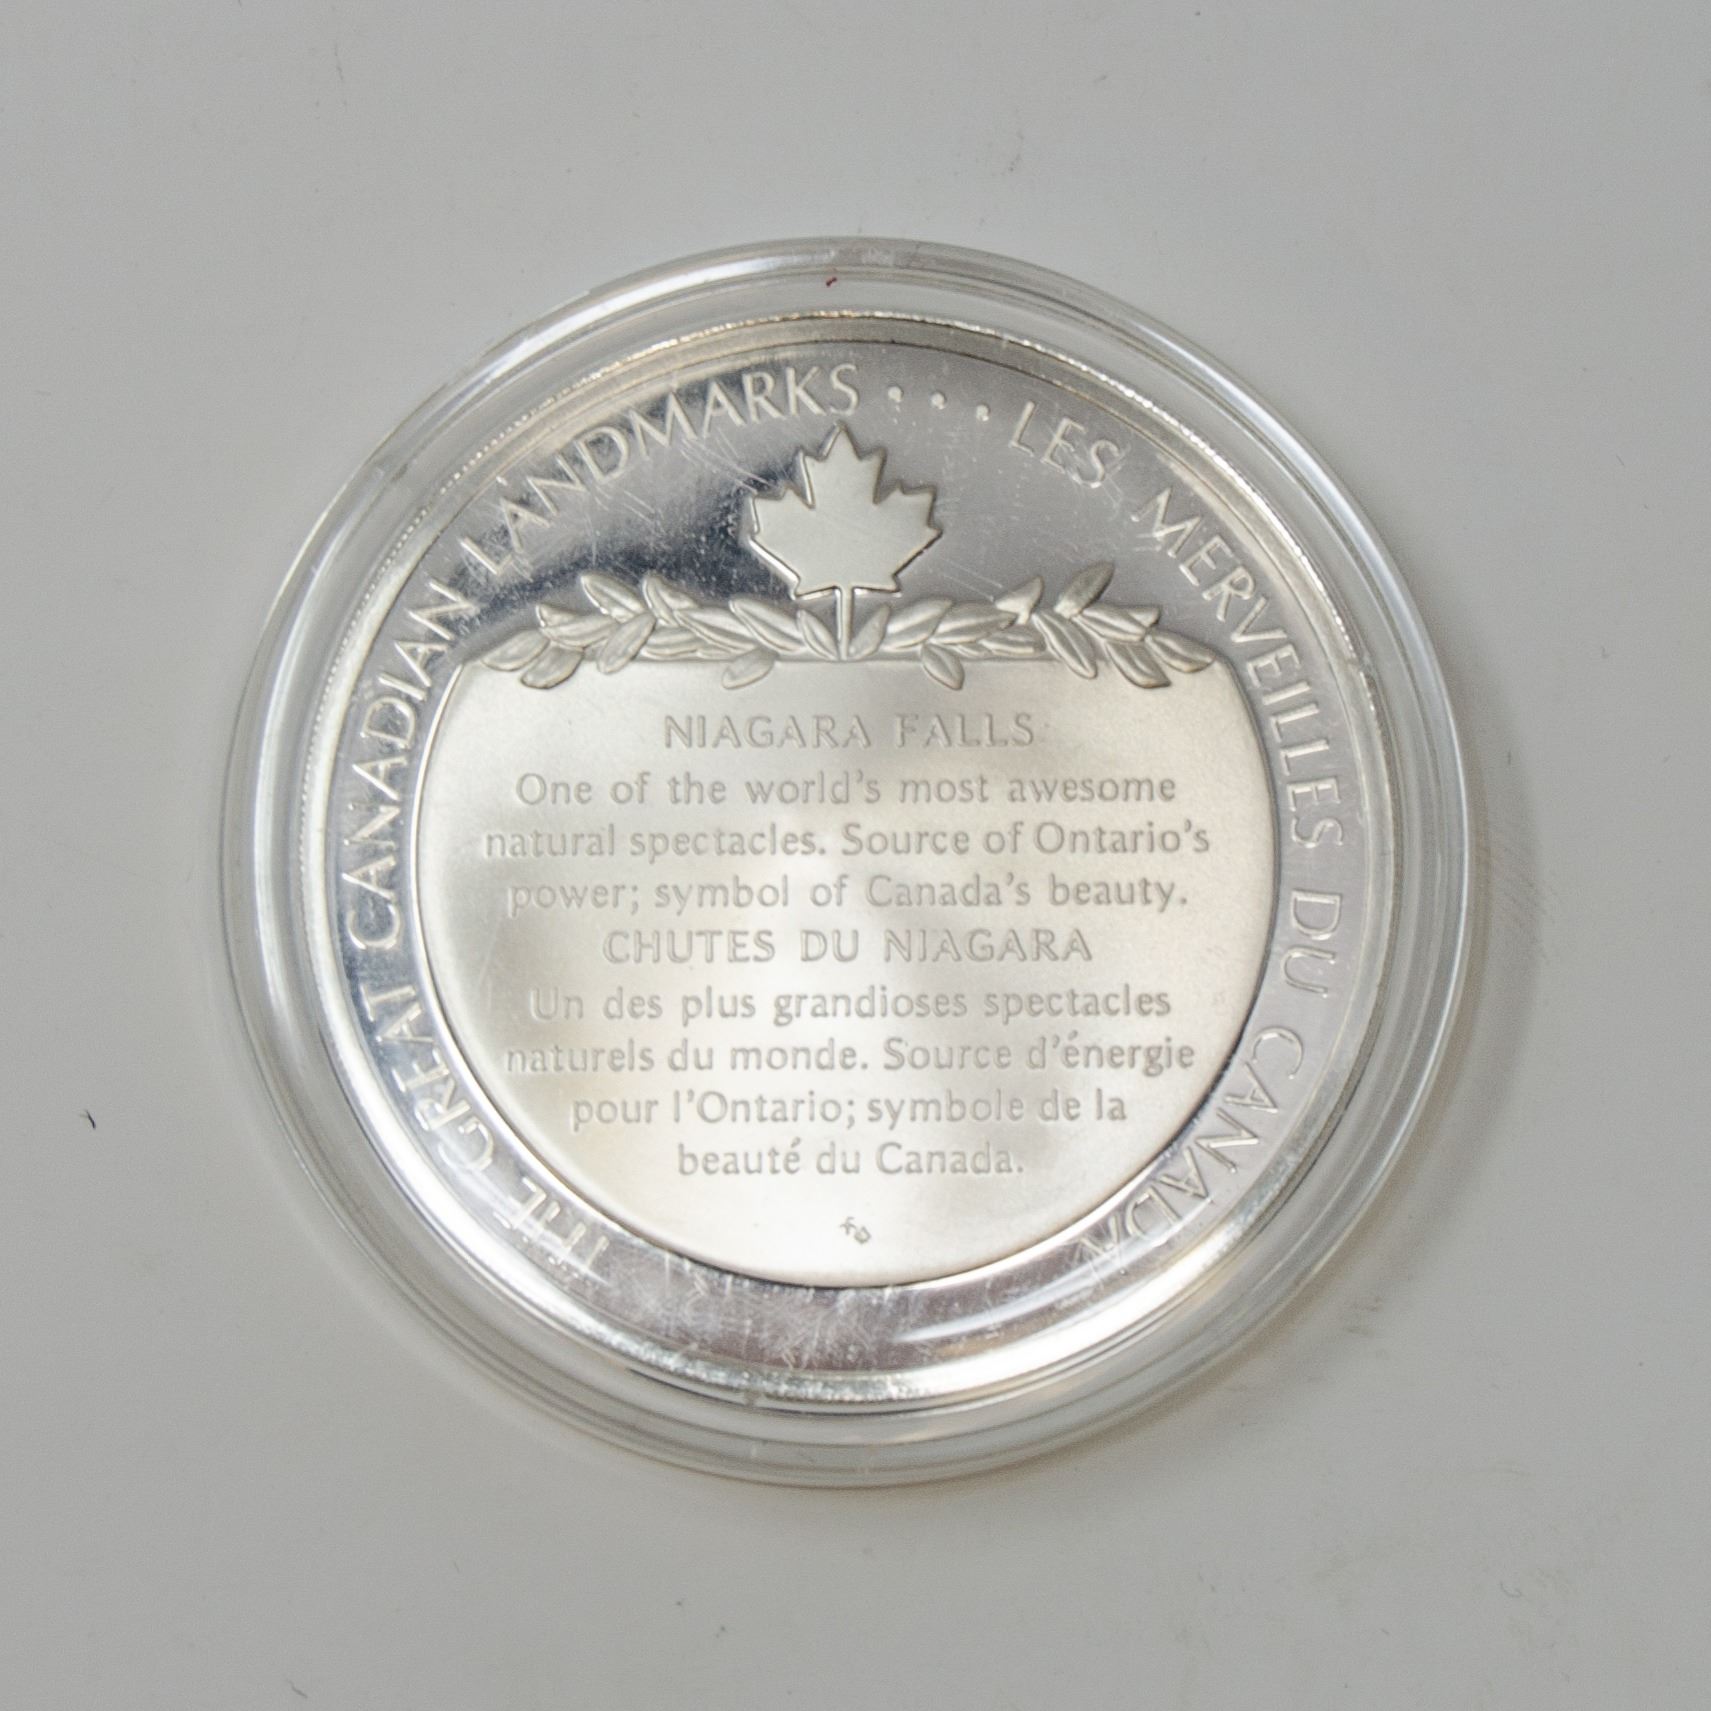 THE GREAT CANADIAN LANDMARKS · · · LES MERVEILLES DU CANADA
NIAGARA FALLS
One of the world's most awesome
natural spectacles. Source of Ontario's
power; symbol of Canada's beauty.
CHUTES DU NIAGARA
Un des plus grandioses spectacles
naturels du monde. Source d'énergie
pour l'Ontario; symbole de la
beauté du Canada.